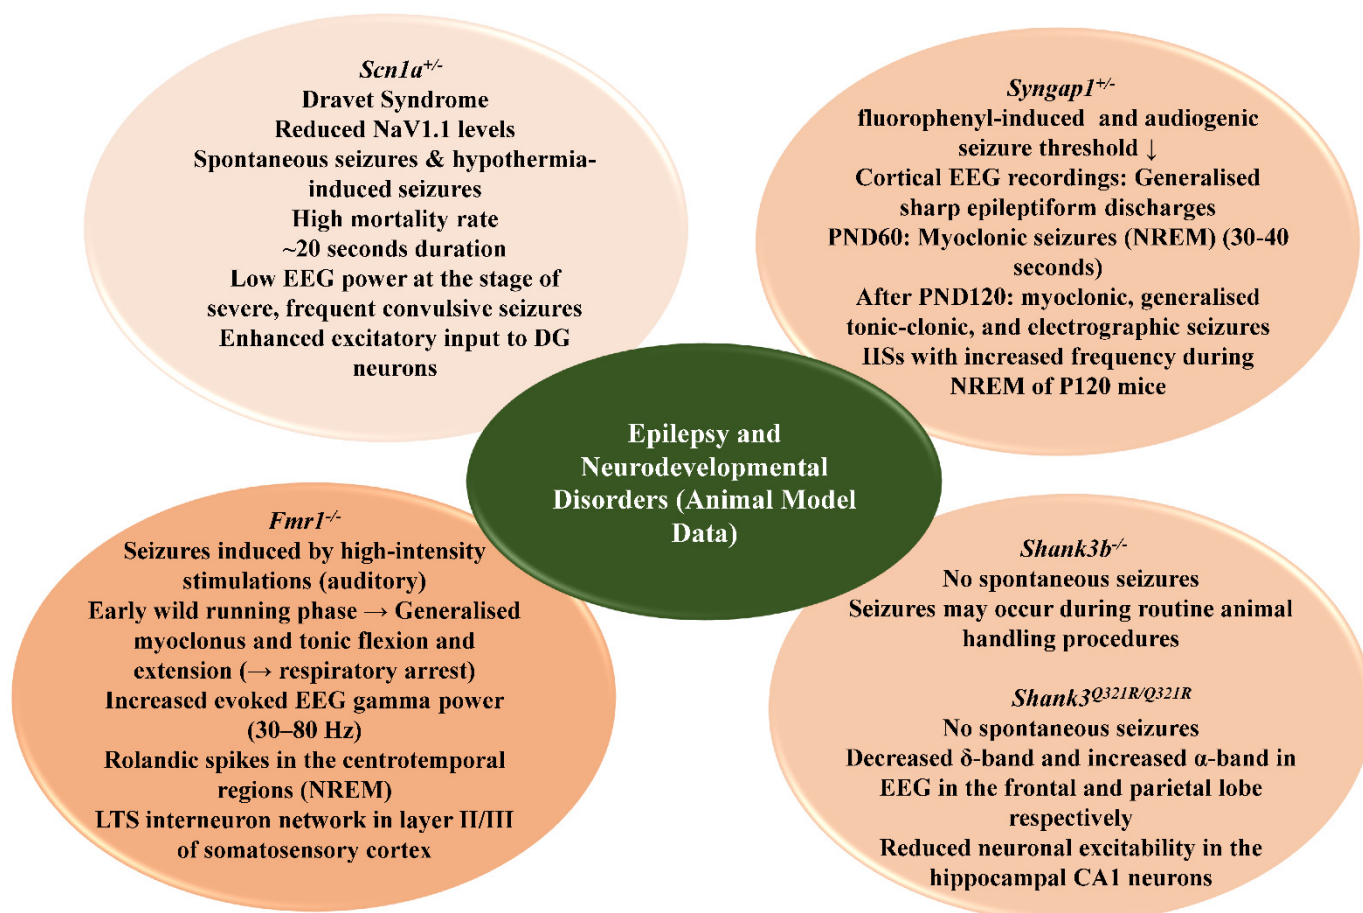 Scn1a+/-
Dravet Syndrome
Reduced NaV1.1 levels
Spontaneous seizures & hypothermia-
induced seizures
High mortality rate
~20 seconds duration
Low EEG power at the stage of
severe, frequent convulsive seizures
Enhanced excitatory input to DG
neurons
Syngap1+/-
fluorophenyl-induced and audiogenic
seizure threshold ↓
Cortical EEG recordings: Generalised
sharp epileptiform discharges
PND60: Myoclonic seizures (NREM) (30-40
seconds)
After PND120: myoclonic, generalised
tonic-clonic, and electrographic seizures
IISs with increased frequency during
NREM of P120 mice
Epilepsy and
Neurodevelopmental
Disorders (Animal Model
Data)
Fmr1-/-
Seizures induced by high-intensity
stimulations (auditory)
Early wild running phase → Generalised
myoclonus and tonic flexion and
extension (→ respiratory arrest)
Increased evoked EEG gamma power
(30–80 Hz)
Rolandic spikes in the centrotemporal
regions (NREM)
LTS interneuron network in layer II/III
of somatosensory cortex
Shank3b-/-
No spontaneous seizures
Seizures may occur during routine animal
handling procedures
Shank3Q321R/Q321R
No spontaneous seizures
Decreased δ-band and increased α-band in
EEG in the frontal and parietal lobe
respectively
Reduced neuronal excitability in the
hippocampal CA1 neurons